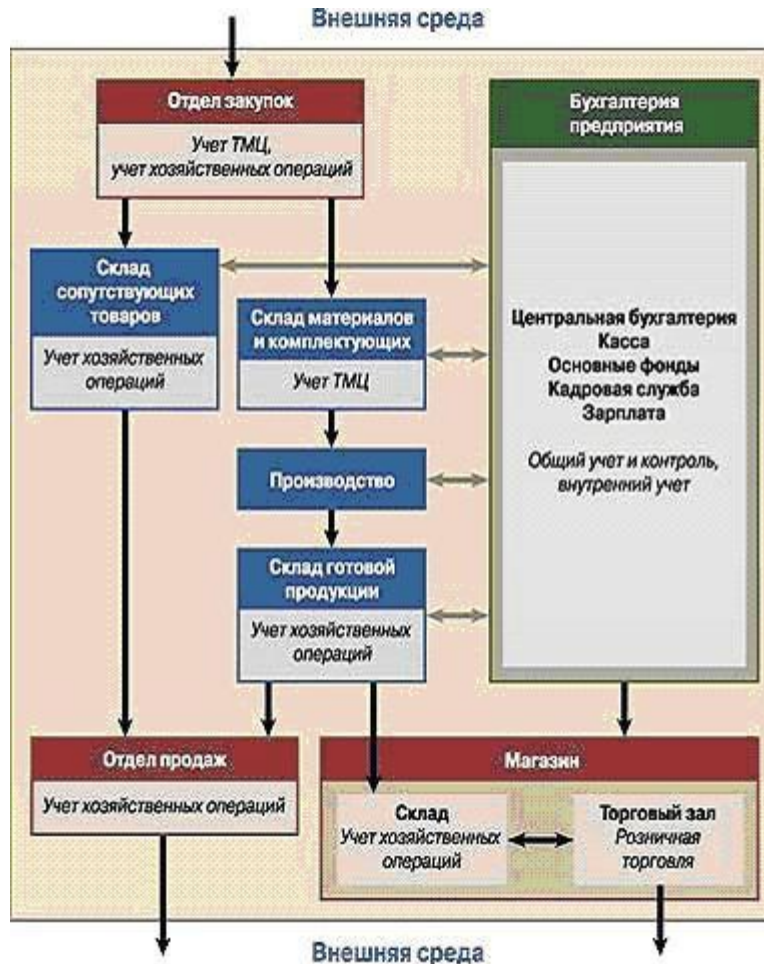 Внешняя среда
Отдел закупок
Учет ТМЦ,
учет хозяйственных операций
Бухгалтерия
предприятия
Склад
сопутствующих
товаров
Учет хозяйственных
операций
Склад материалов
и комплектующих
Учет ТМЦ
Центральная бухгалтерия
Касса
Основные фонды
Кадровая служба
Зарплата
Общий учет и контроль,
внутренний учет
Производство
Склад готовой
продукции
Учет хозяйственных
операций
Отдел продаж
Учет хозяйственных операций
Магазин
Склад
Учет хозяйственных
операций
Торговый зал
Розничная
торговля
Внешняя среда